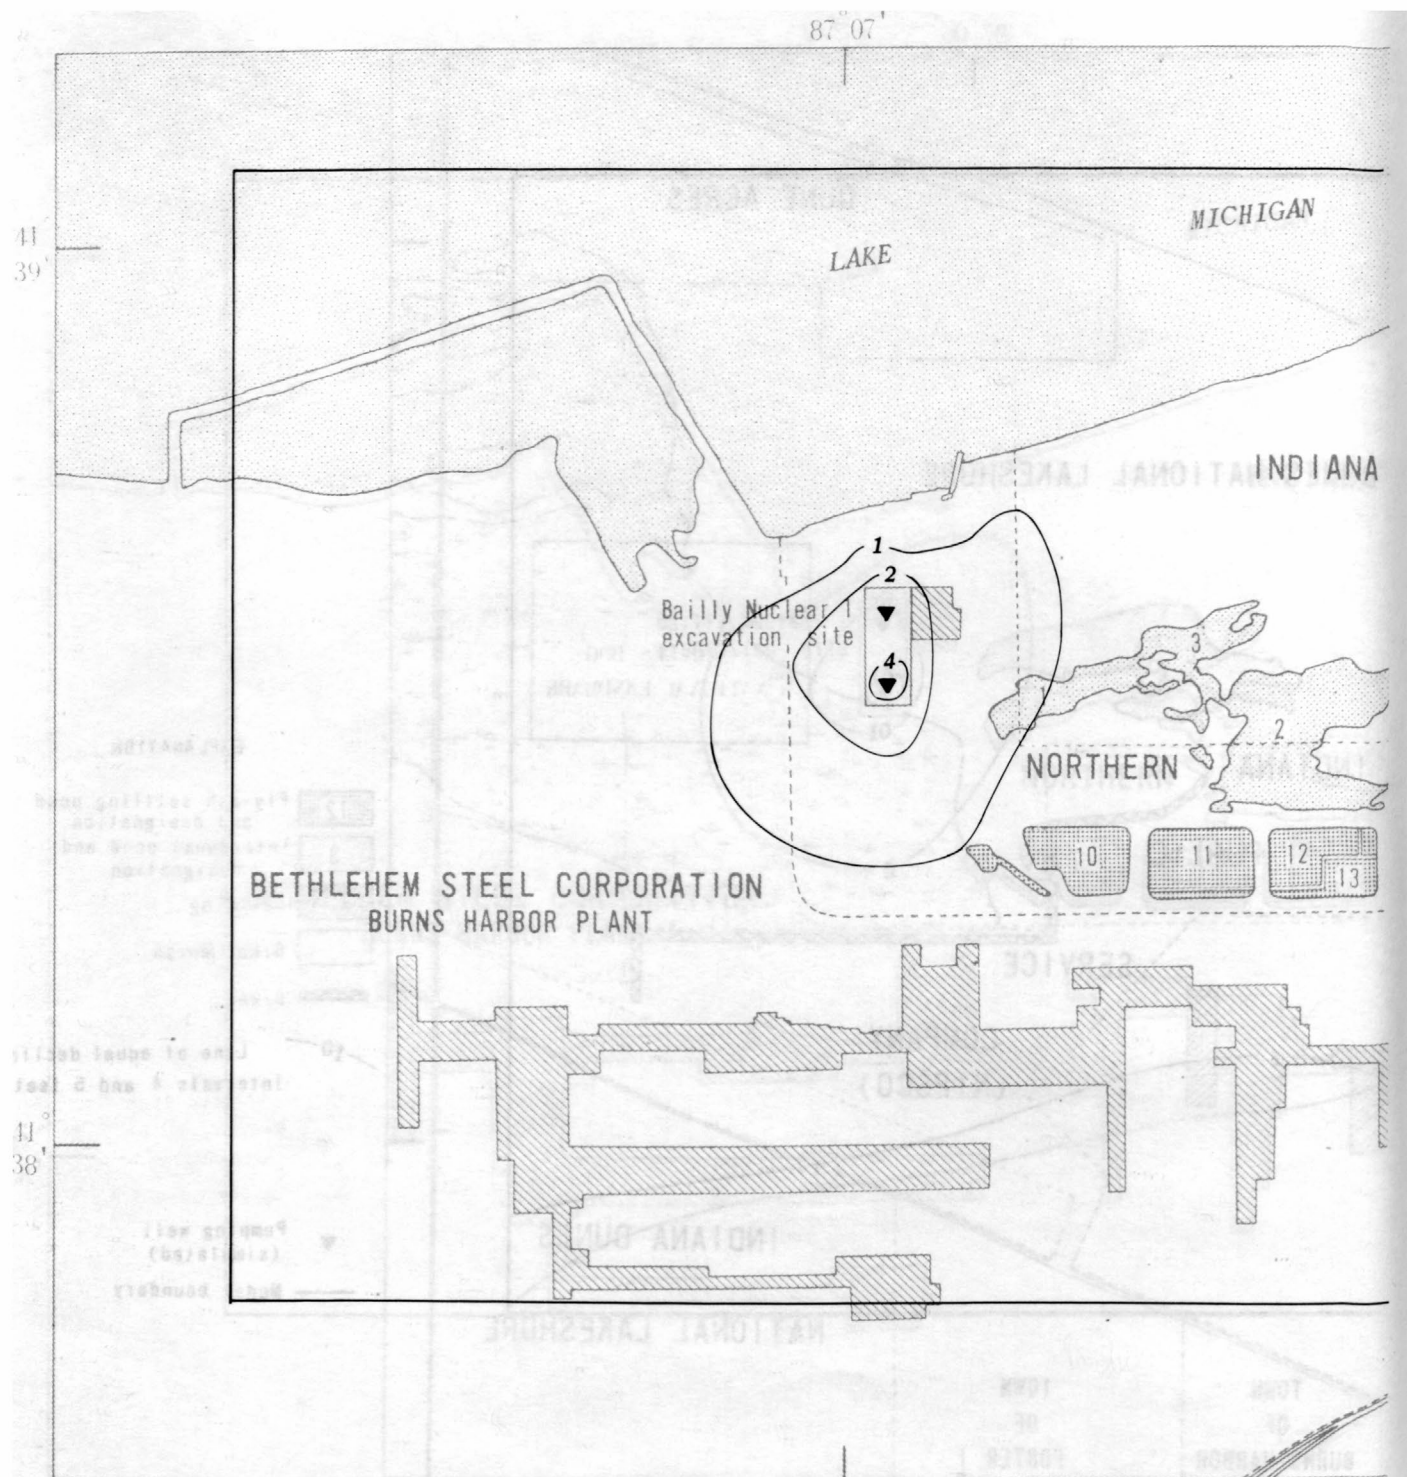 87° 07'
LAKE MICHIGAN
41
39'
INDIANA
1
2
Bailly Nuclear 1
excavation site
4
3
2
NORTHERN
10 11 12
13
BETHLEHEM STEEL CORPORATION
BURNS HARBOR PLANT
41°
38'